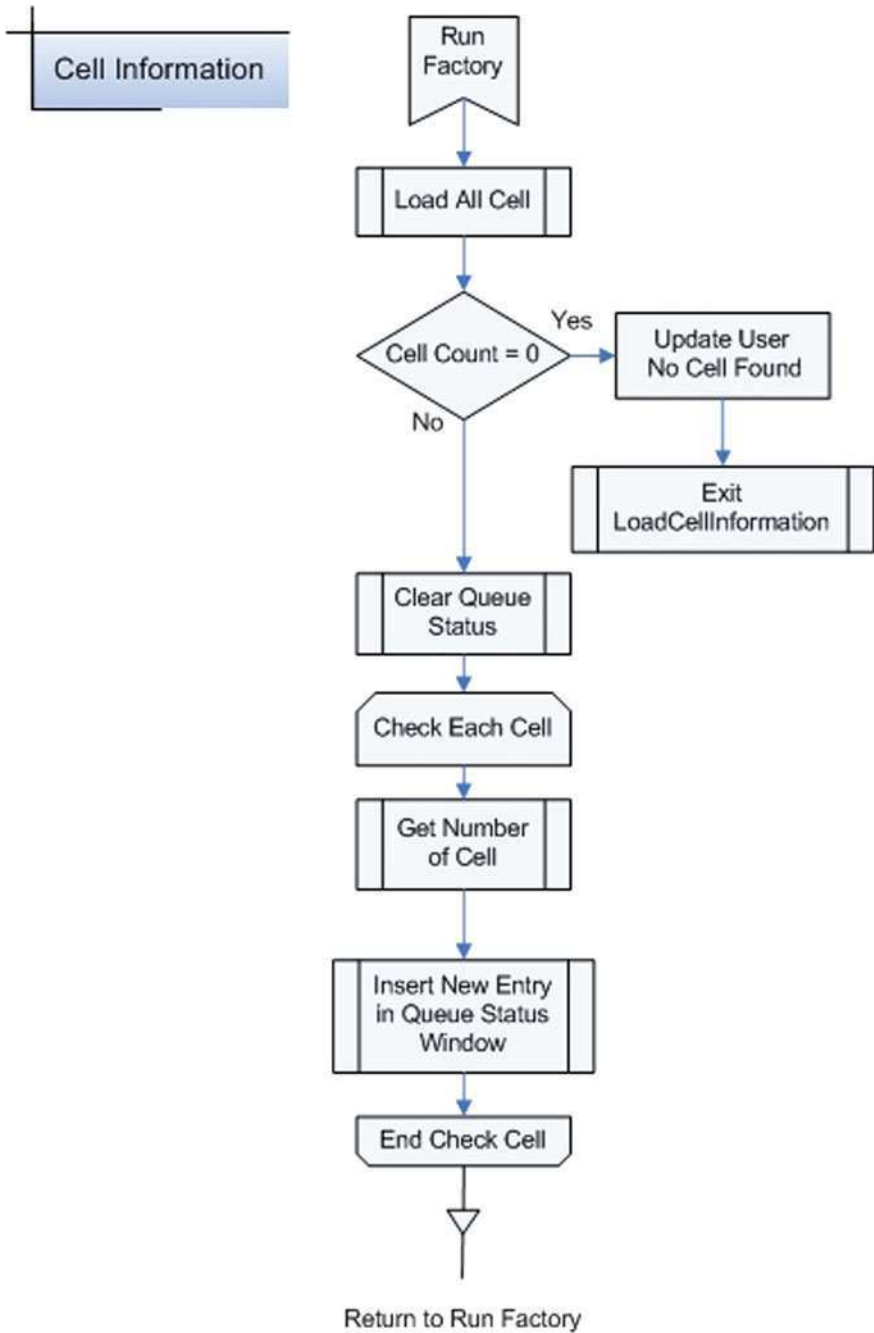 Cell Information
Run
Factory
Load All Cell
Cell Count = 0
Yes
Update User
No Cell Found
No
Exit
LoadCellInformation
Clear Queue
Status
Check Each Cell
Get Number
of Cell
Insert New Entry
in Queue Status
Window
End Check Cell
Return to Run Factory